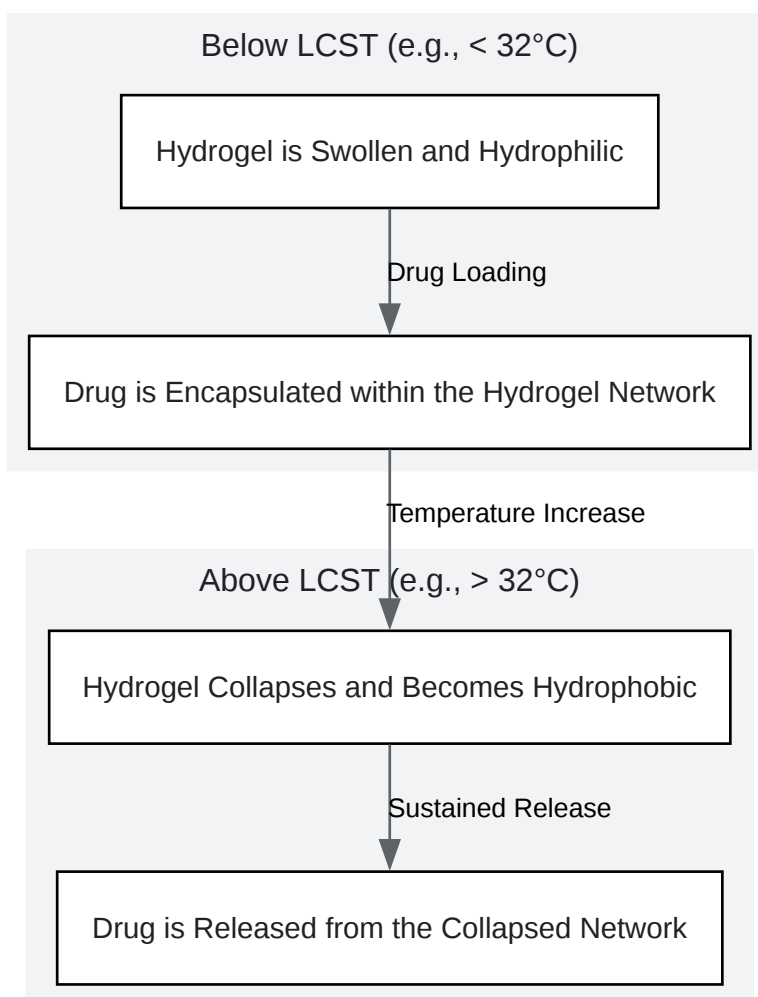 Below LCST (e.g., < 32°C)
Hydrogel is Swollen and Hydrophilic
Drug Loading
Drug is Encapsulated within the Hydrogel Network
Temperature Increase
Above LCST (e.g., > 32°C)
Hydrogel Collapses and Becomes Hydrophobic
Sustained Release
Drug is Released from the Collapsed Network